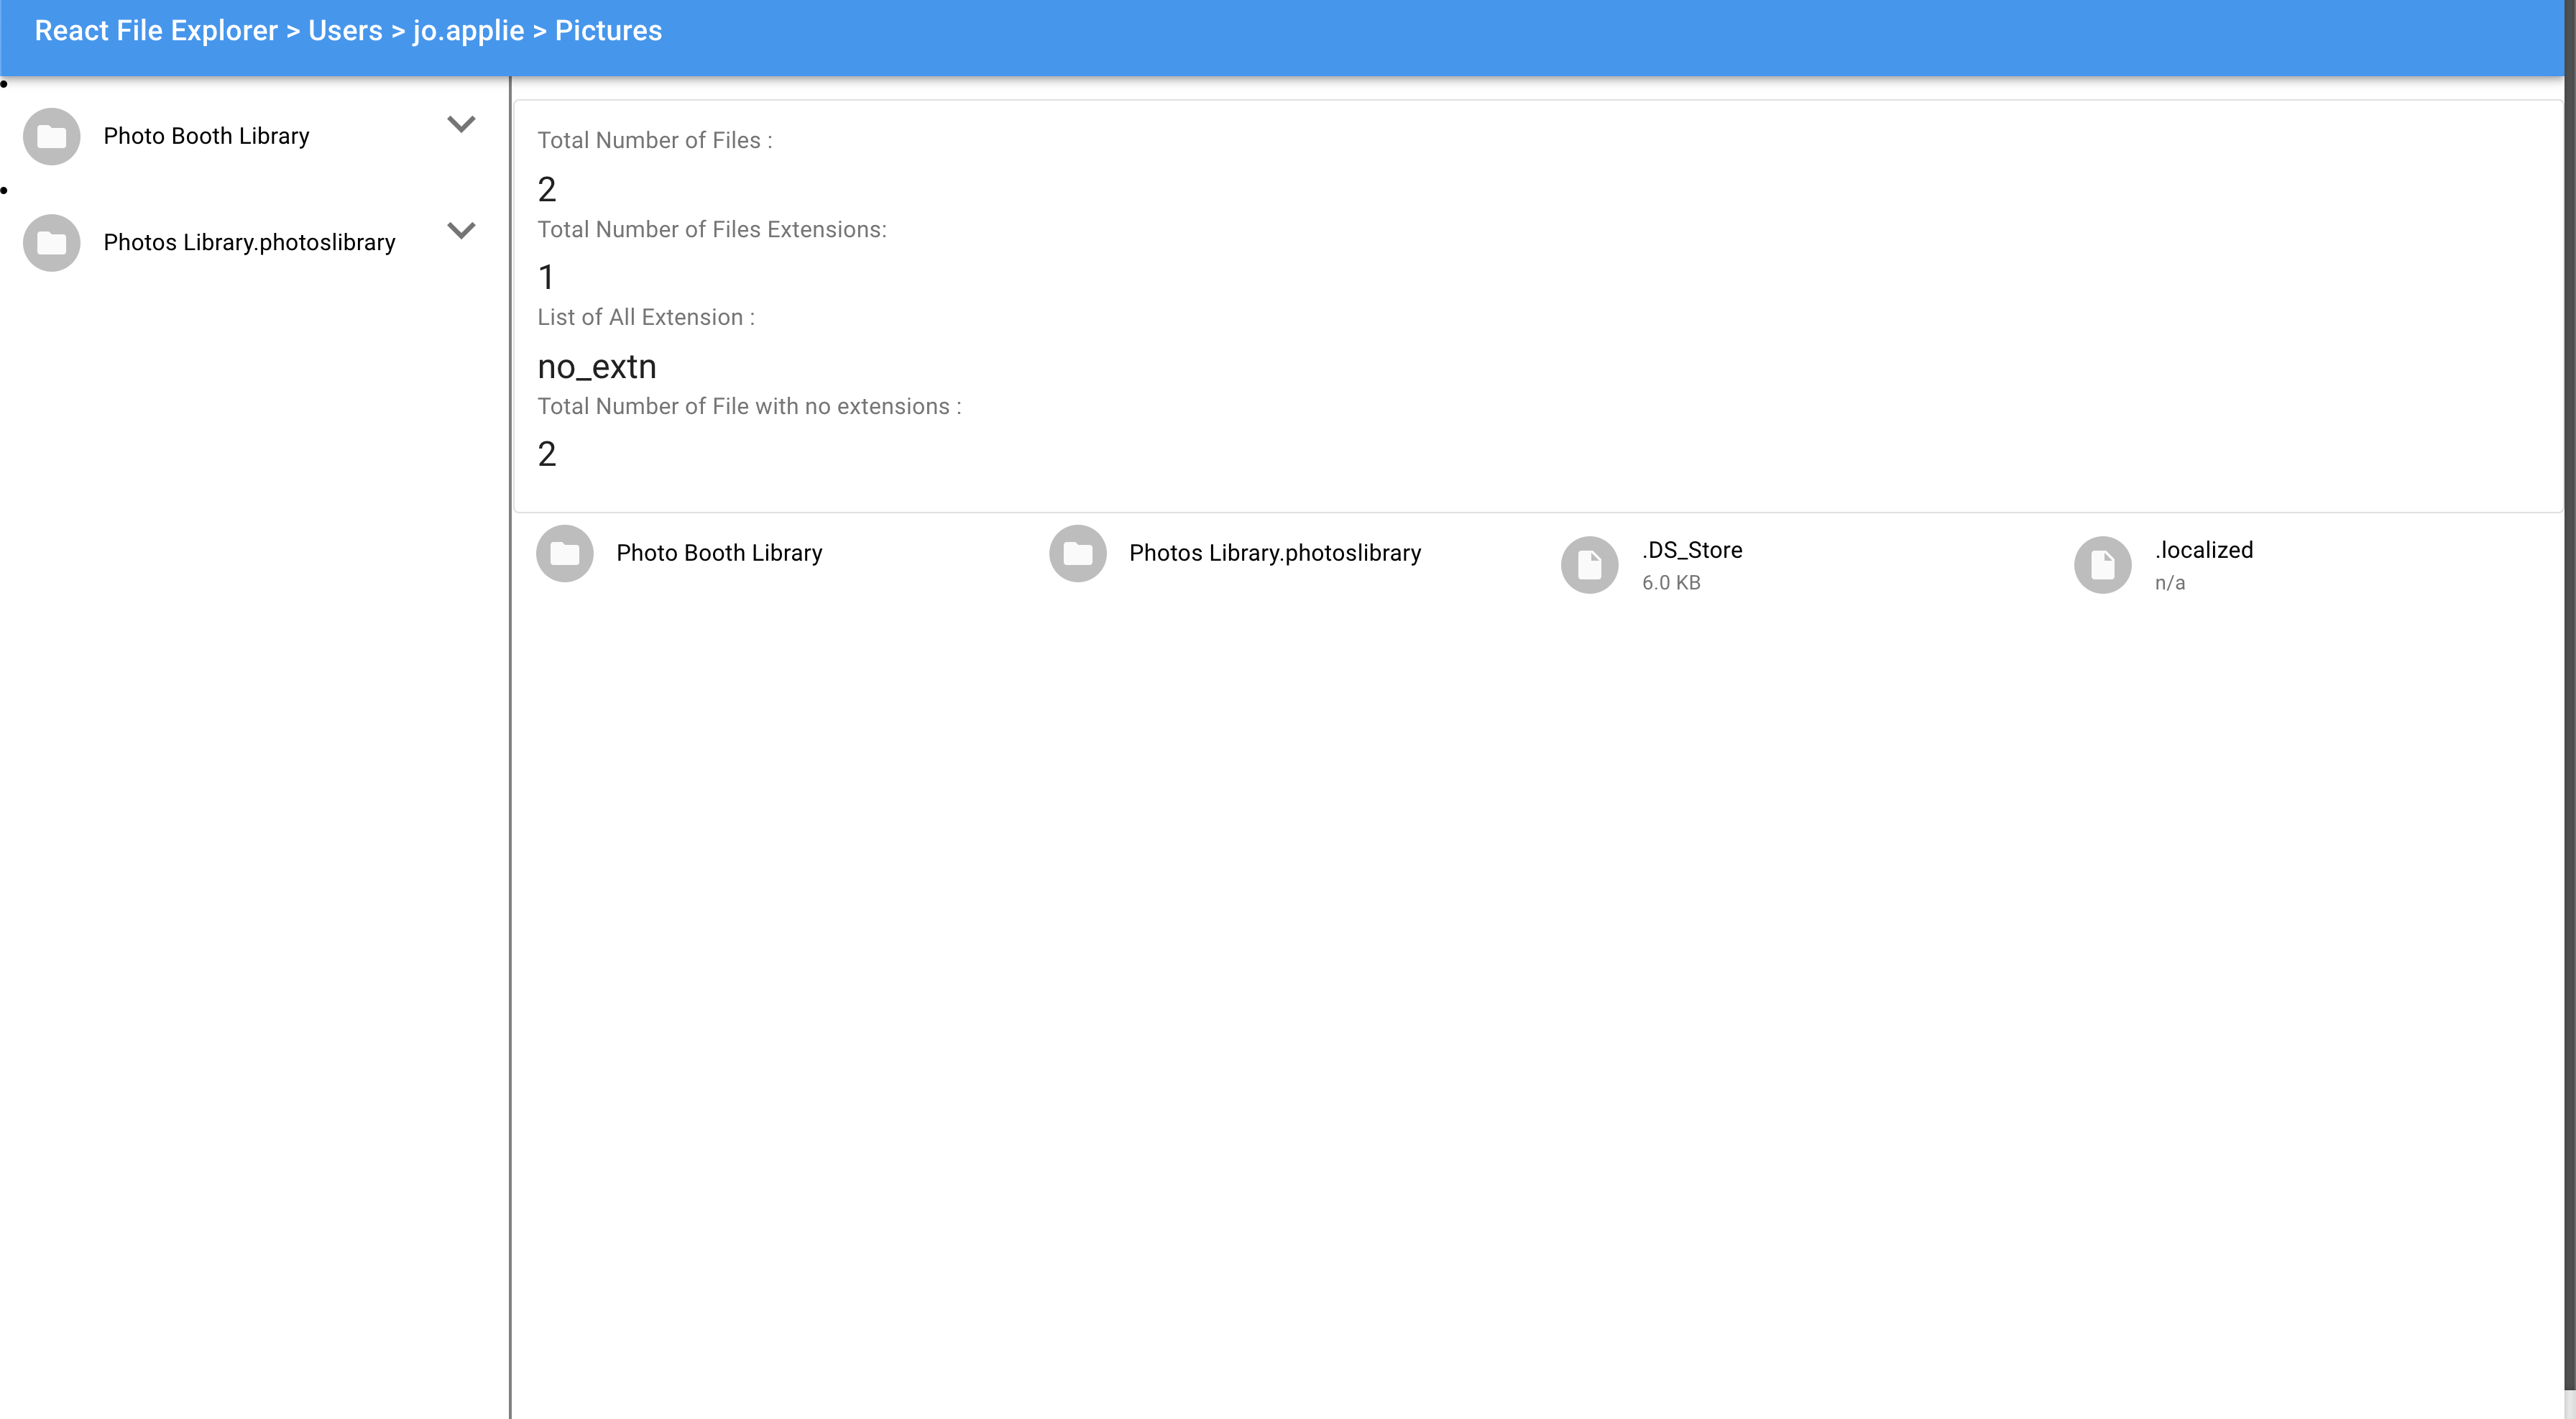 React File Explorer > Users > jo.applie > Pictures
Photo Booth Library
Photos Library.photoslibrary
Total Number of Files :
2
Total Number of Files Extensions:
1
List of All Extension :
no_extn
Total Number of File with no extensions :
2
Photo Booth Library
Photos Library.photoslibrary
.DS_Store
6.0 KB
.localized
n/a